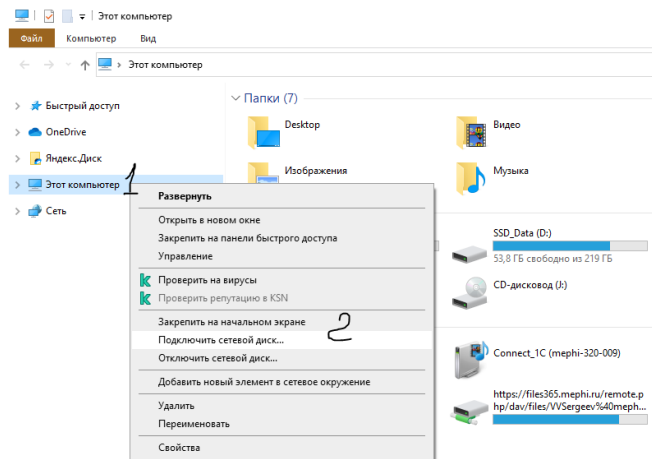 Этот компьютер
Файл Компьютер Вид
Этот компьютер
Быстрый доступ
OneDrive
Яндекс.Диск
Этот компьютер
Сеть
1
Развернуть
Открыть в новом окне
Закрепить на панели быстрого доступа
Управление
Проверить на вирусы
Проверить репутацию в KSN
Закрепить на начальном экране
2
Подключить сетевой диск...
Отключить сетевой диск...
Добавить новый элемент в сетевое окружение
Удалить
Переименовать
Свойства
Папки (7)
Desktop
Видео
Изображения
Музыка
SSD_Data (D:)
53,8 ГБ свободно из 219 ГБ
CD-дисковод (J:)
Connect_1C (mephi-320-009)
https://files365.mephi.ru/remote.p
hp/dav/files/VVSergeev%40meph...